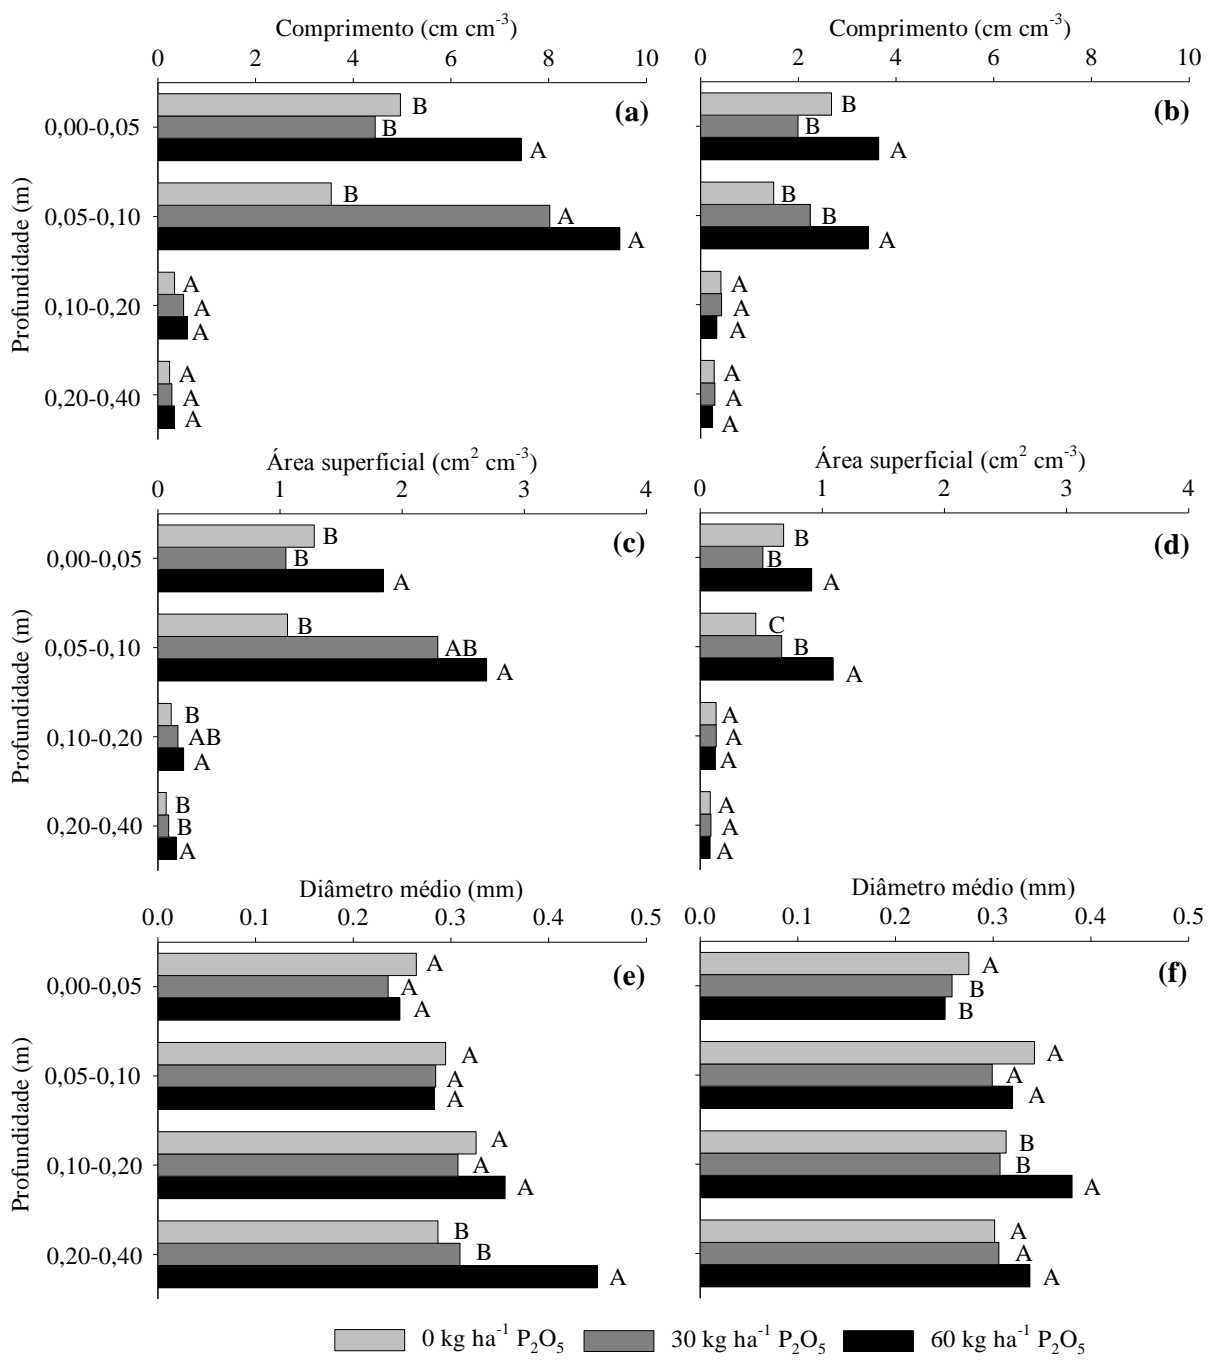 Comprimento (cm cm⁻³)
0 2 4 6 8 10
Comprimento (cm cm⁻³)
0 2 4 6 8 10
Profundidade (m)
(a)
0,00-0,05
B
B
A
0,05-0,10
B
A
A
0,10-0,20
A
A
A
0,20-0,40
A
A
A
(b)
B
B
A
B
B
A
A
A
A
A
A
A
Área superficial (cm² cm⁻³)
0 1 2 3 4
Área superficial (cm² cm⁻³)
0 1 2 3 4
Profundidade (m)
(c)
0,00-0,05
B
B
A
0,05-0,10
B
AB
A
0,10-0,20
B
AB
A
0,20-0,40
B
B
A
(d)
B
B
A
C
B
A
A
A
A
A
A
A
Diâmetro médio (mm)
0.0 0.1 0.2 0.3 0.4 0.5
Diâmetro médio (mm)
0.0 0.1 0.2 0.3 0.4 0.5
Profundidade (m)
(e)
0,00-0,05
A
A
A
0,05-0,10
A
A
A
0,10-0,20
A
A
A
0,20-0,40
B
B
A
(f)
A
B
B
A
A
A
B
B
A
A
A
A
0 kg ha⁻¹ P₂O₅ 30 kg ha⁻¹ P₂O₅ 60 kg ha⁻¹ P₂O₅